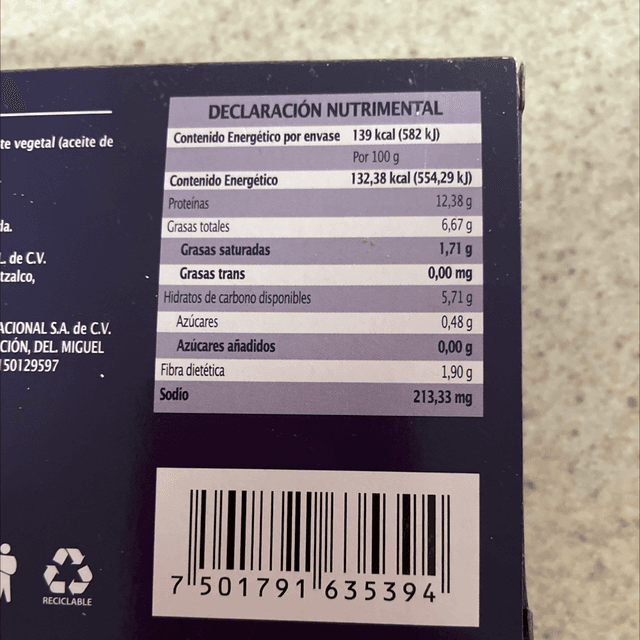 te vegetal (aceite de
da.
L. de C.V.
tzalco,
ACIONAL S.A. de C.V.
CIÓN, DEL. MIGUEL
150129597
DECLARACIÓN NUTRIMENTAL
Contenido Energético por envase 139 kcal (582 kJ)
Por 100 g
Contenido Energético 132,38 kcal (554,29 kJ)
Proteínas 12,38 g
Grasas totales 6,67 g
Grasas saturadas 1,71 g
Grasas trans 0,00 mg
Hidratos de carbono disponibles 5,71 g
Azúcares 0,48 g
Azúcares añadidos 0,00 g
Fibra dietética 1,90 g
Sodio 213,33 mg
RECICLABLE
7 501791 635394